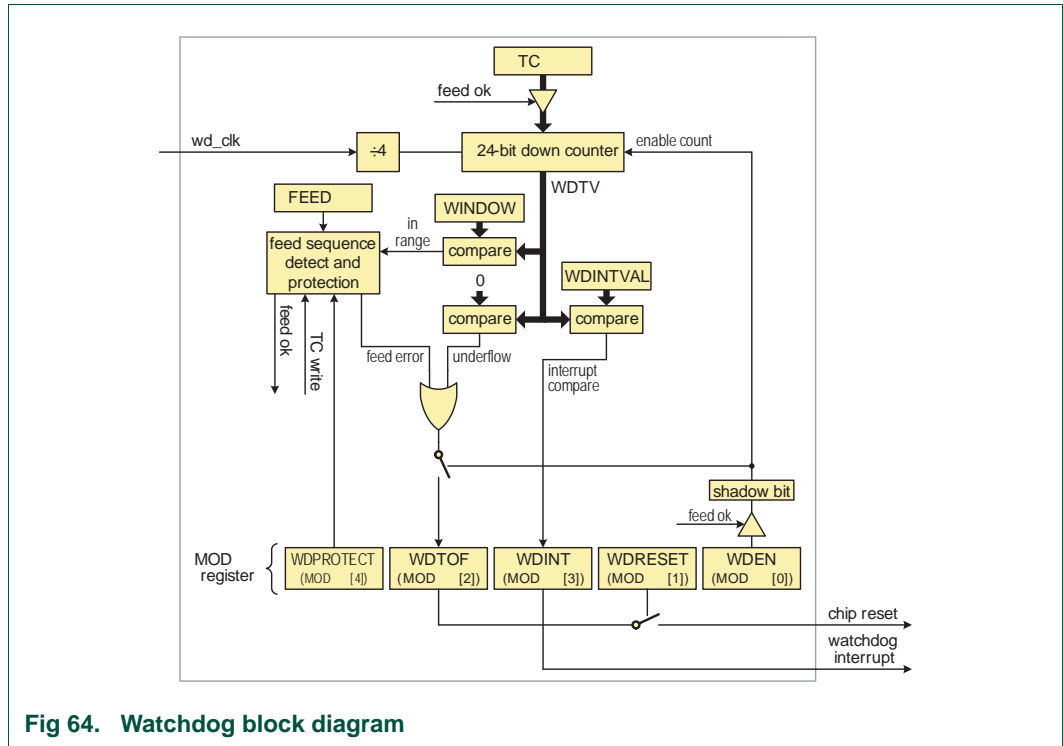 TC
feed ok
wd_clk
÷4
24-bit down counter
enable count
WDTV
FEED
WINDOW
in
range
feed sequence
detect and
protection
compare
WDINTVAL
0
compare
compare
feed ok
TC write
feed error
underflow
interrupt
compare
shadow bit
feed ok
MOD
register
WDPROTECT
(MOD [4])
WDTOF
(MOD [2])
WDINT
(MOD [3])
WDRESET
(MOD [1])
WDEN
(MOD [0])
chip reset
watchdog
interrupt
Fig 64. Watchdog block diagram